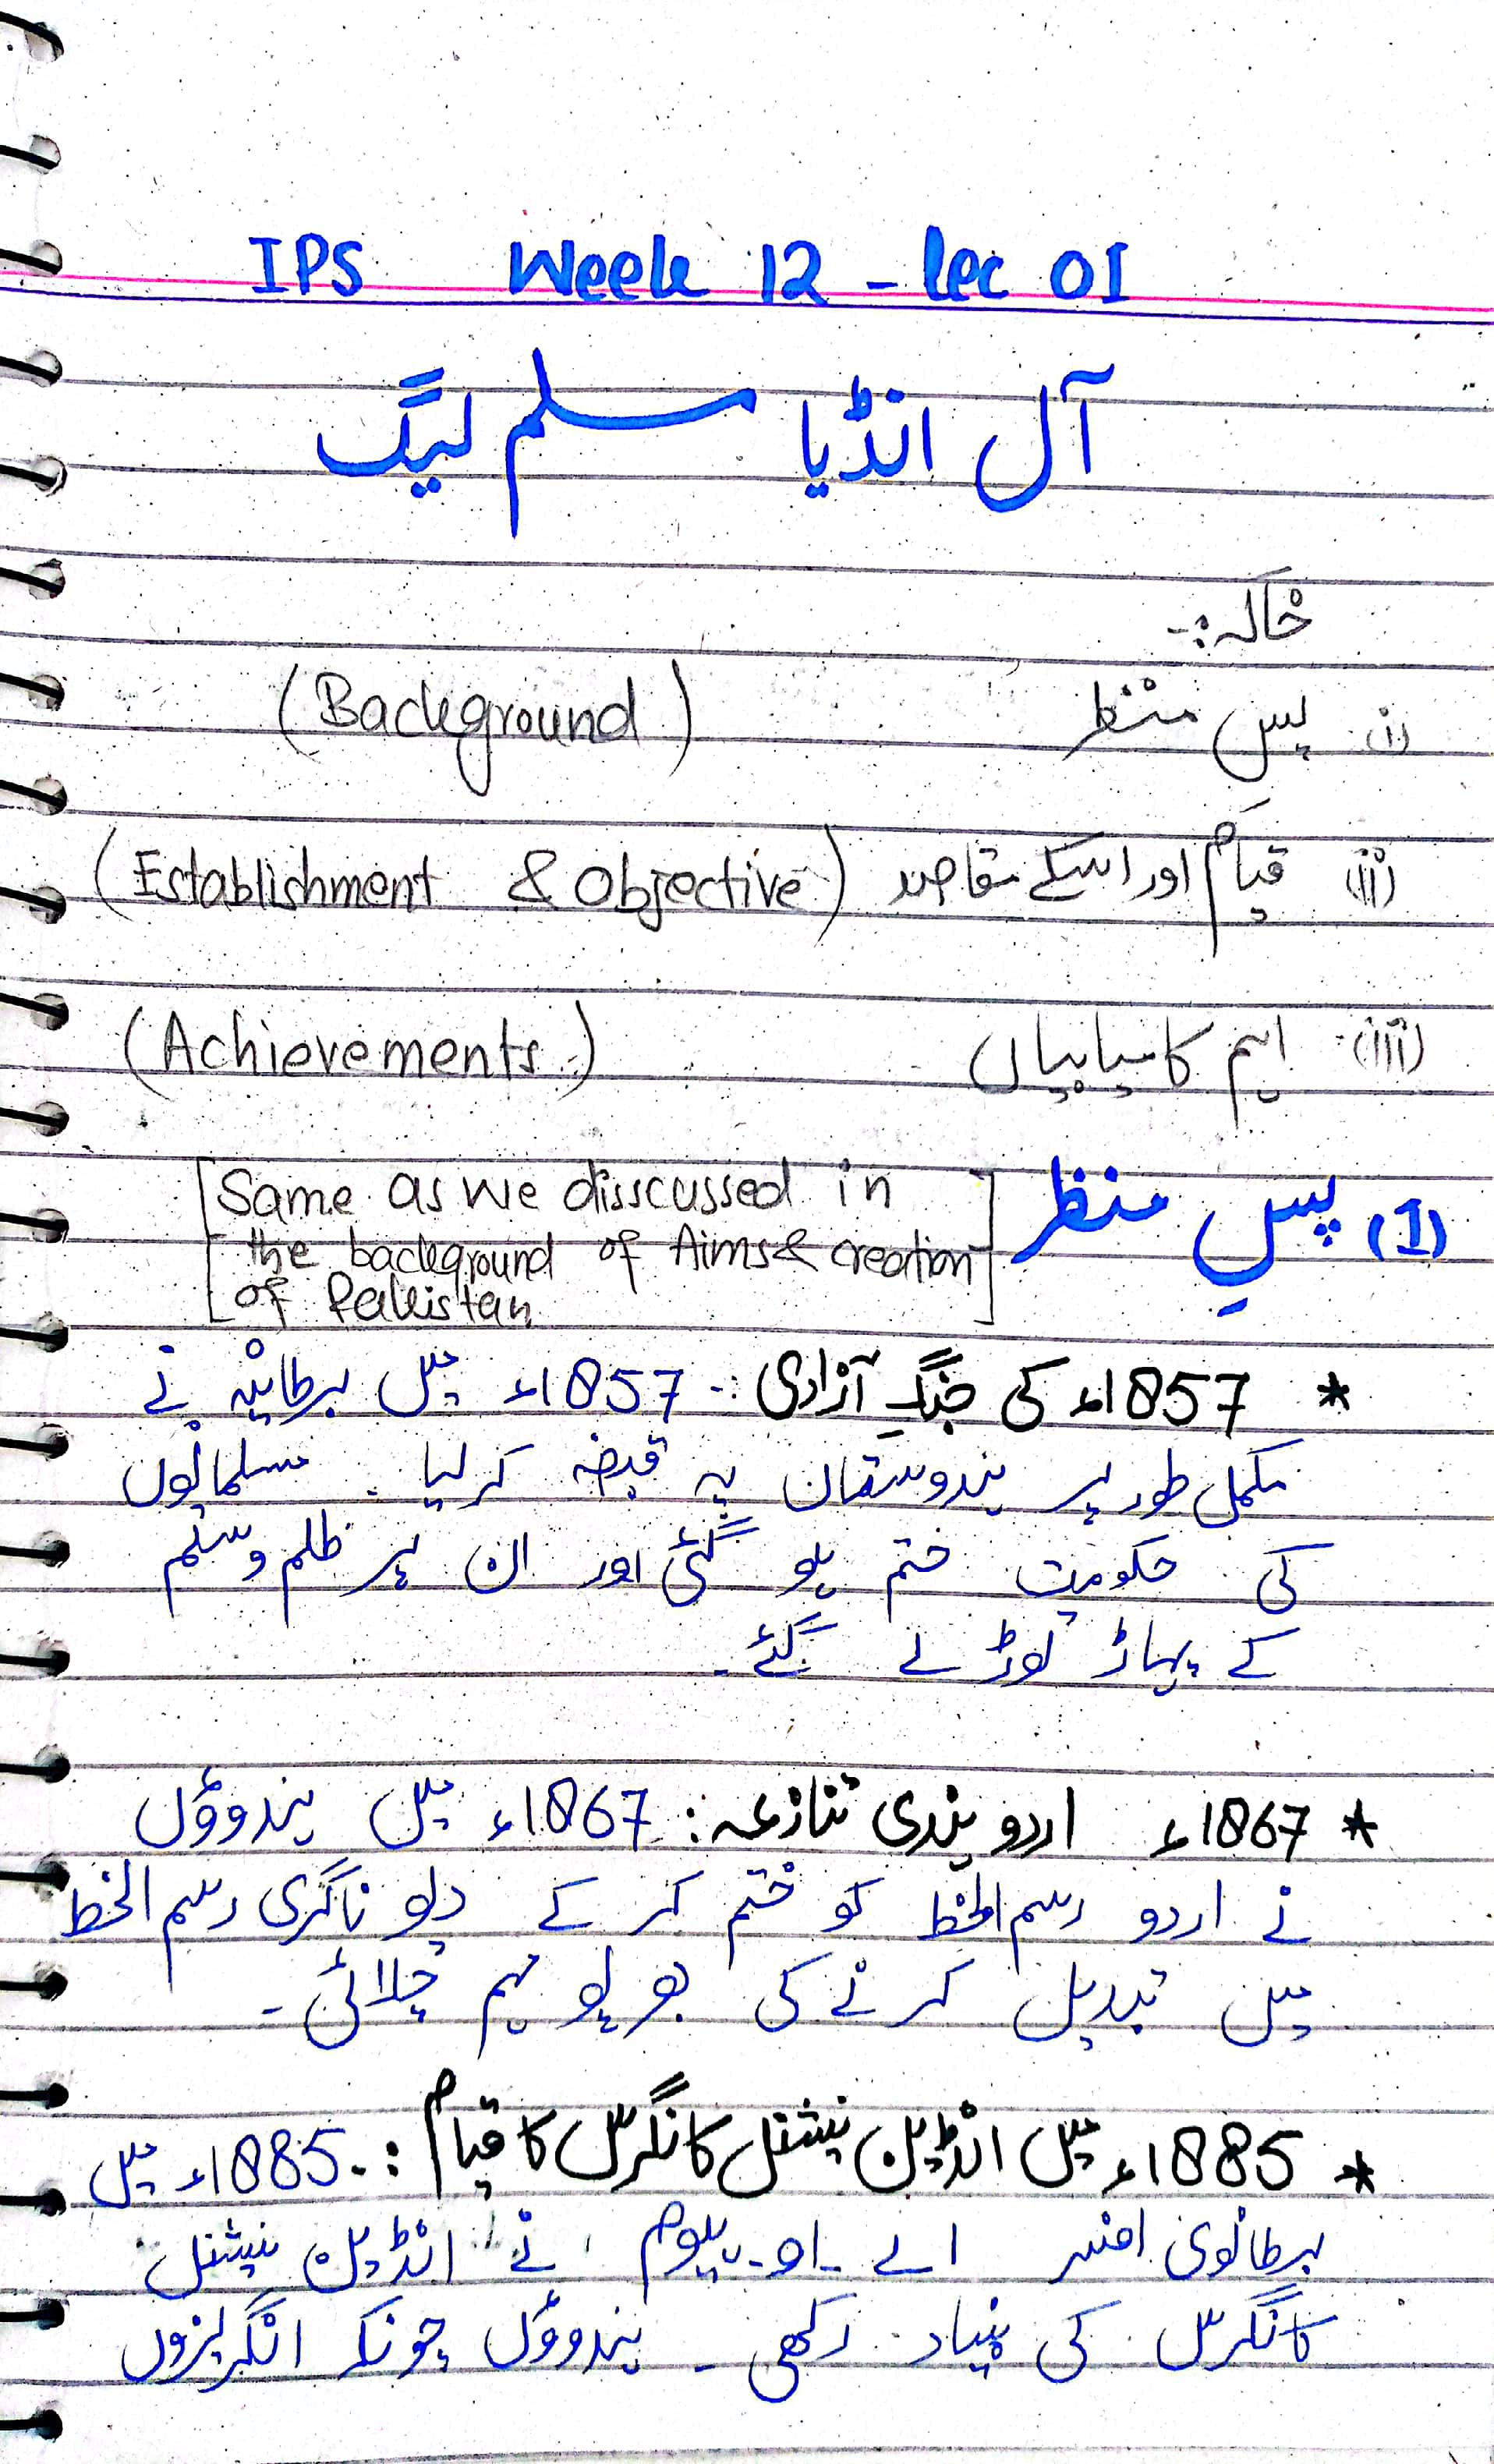 IPS Week 12 - Lec 01
آل انڈیا مسلم لیگ
خاکہ:-
(i) پس منظر (Background)
(ii) قیام اور اسکے مقاصد (Establishment & Objective)
(iii) اہم کامیابیاں (Achievements)
(1) پسِ منظر [Same as we disscussed in
the background of Aims & creation
of Pakistan]
* 1857ء کی جنگِ آزادی :- 1857ء میں برطانیہ نے
مکمل طور پر ہندوستان پہ قبضہ کر لیا۔ مسلمانوں
کی حکومت ختم ہو گئی اور ان پر ظلم و ستم
کے پہاڑ توڑے گئے۔
* 1867ء اردو ہندی تنازعہ: 1867ء میں ہندوؤں
نے اردو رسم الخط کو ختم کر کے دیو ناگری رسم الخط
میں تبدیل کرنے کی بھر پور مہم چلائی۔
* 1885ء میں انڈین نیشنل کانگرس کا قیام :- 1885ء میں
برطانوی افسر اے۔او۔ہیوم نے انڈین نیشنل
کانگرس کی بنیاد رکھی۔ ہندوؤں چونکہ انگریزوں